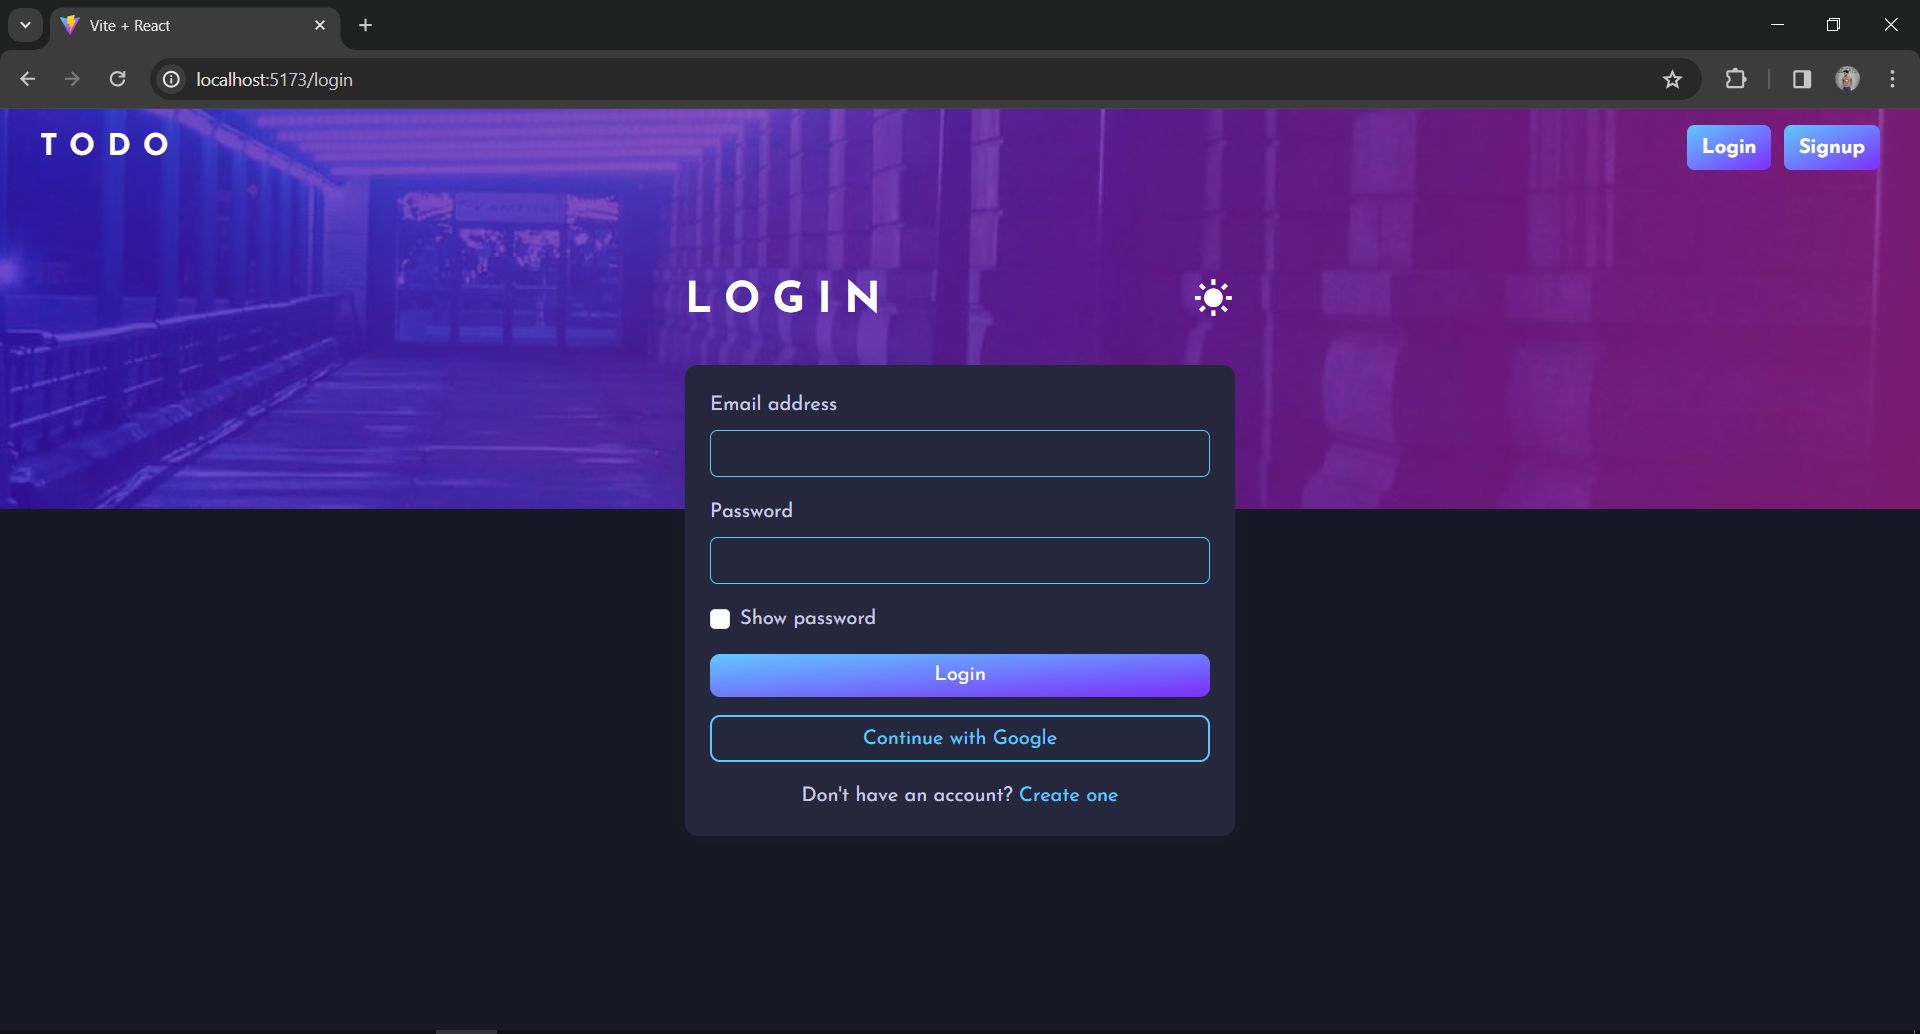 Vite + React
localhost:5173/login
TODO
Login
Signup
LOGIN
Email address
Password
Show password
Login
Continue with Google
Don't have an account? Create one